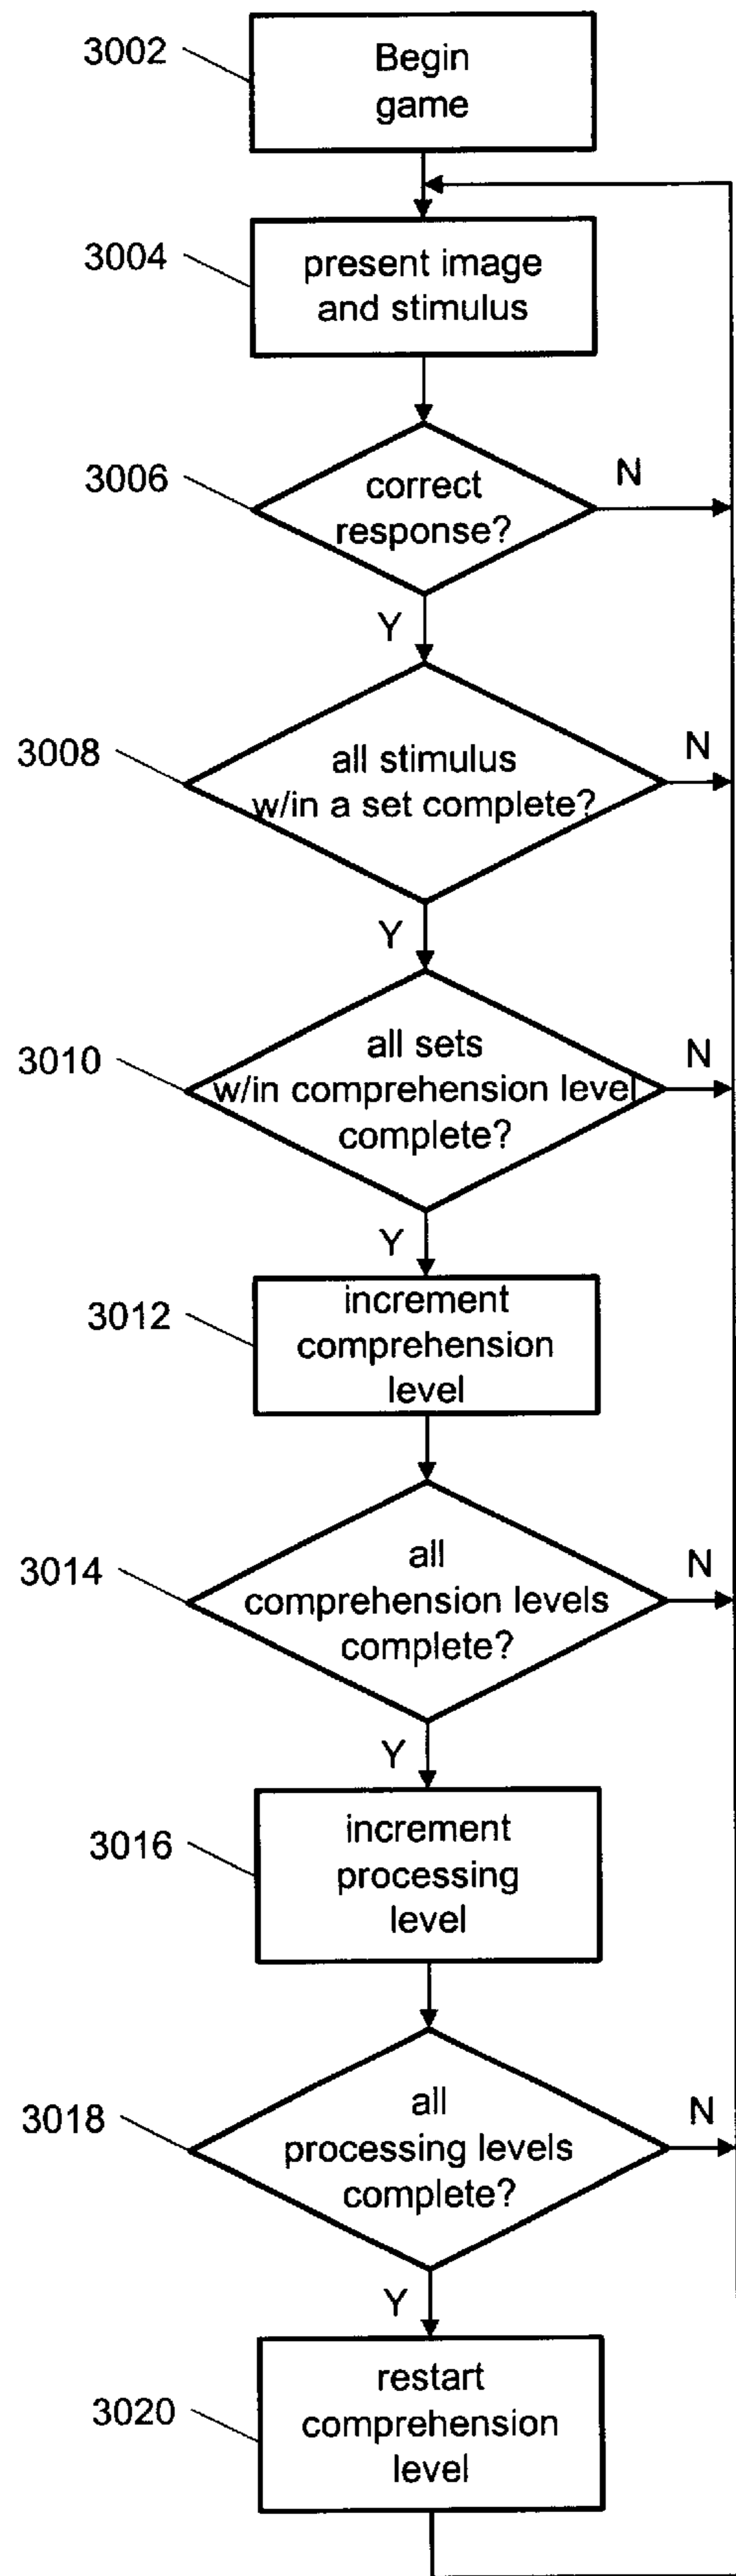 3002
Begin
game
3004
present image
and stimulus
3006
correct
response?
N
Y
3008
all stimulus
w/in a set complete?
N
Y
3010
all sets
w/in comprehension level
complete?
N
Y
3012
increment
comprehension
level
3014
all
comprehension levels
complete?
N
Y
3016
increment
processing
level
3018
all
processing levels
complete?
N
Y
3020
restart
comprehension
level